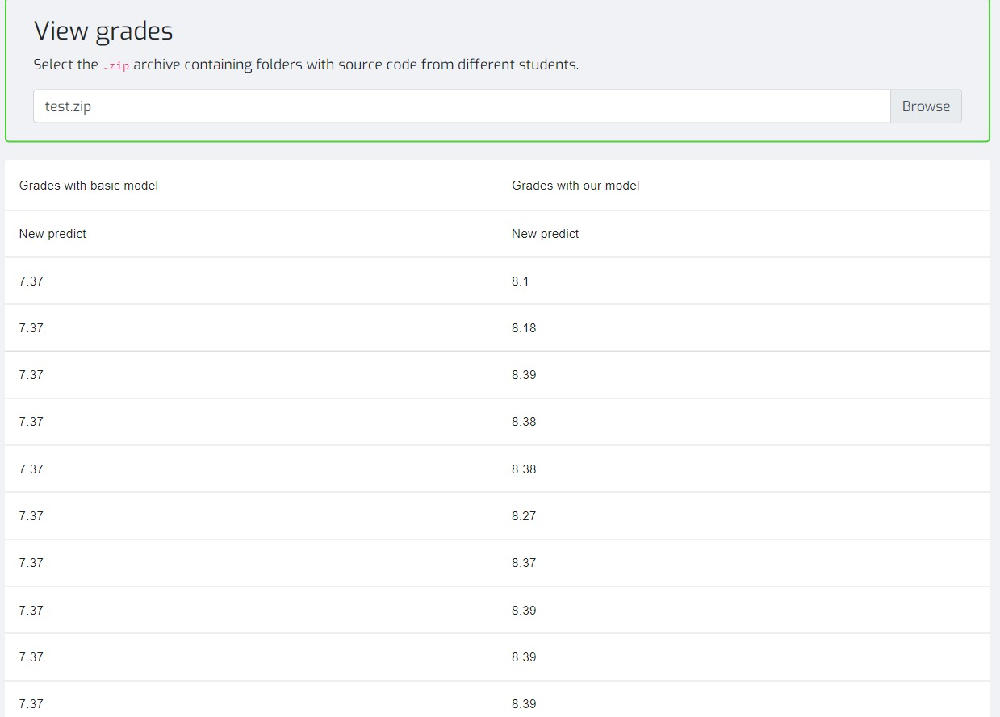 View grades
Select the .zip archive containing folders with source code from different students.
test.zip Browse
Grades with basic model Grades with our model
New predict New predict
7.37 8.1
7.37 8.18
7.37 8.39
7.37 8.38
7.37 8.38
7.37 8.27
7.37 8.37
7.37 8.39
7.37 8.39
7.37 8.39